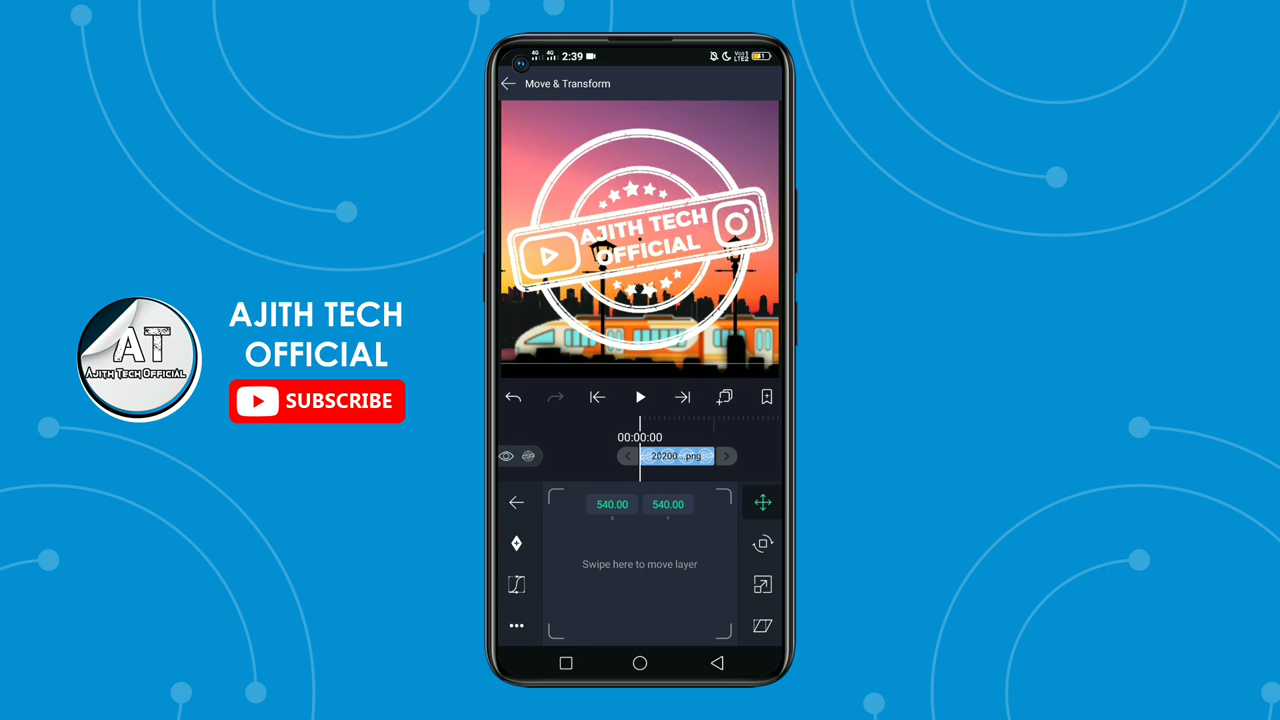 AJITH TECH
OFFICIAL
SUBSCRIBE
AT
AJITH TECH OFFICIAL
2:39
Move & Transform
AJITH TECH
OFFICIAL
00:00:00
20200....png
540.00 540.00
X Y
Swipe here to move layer